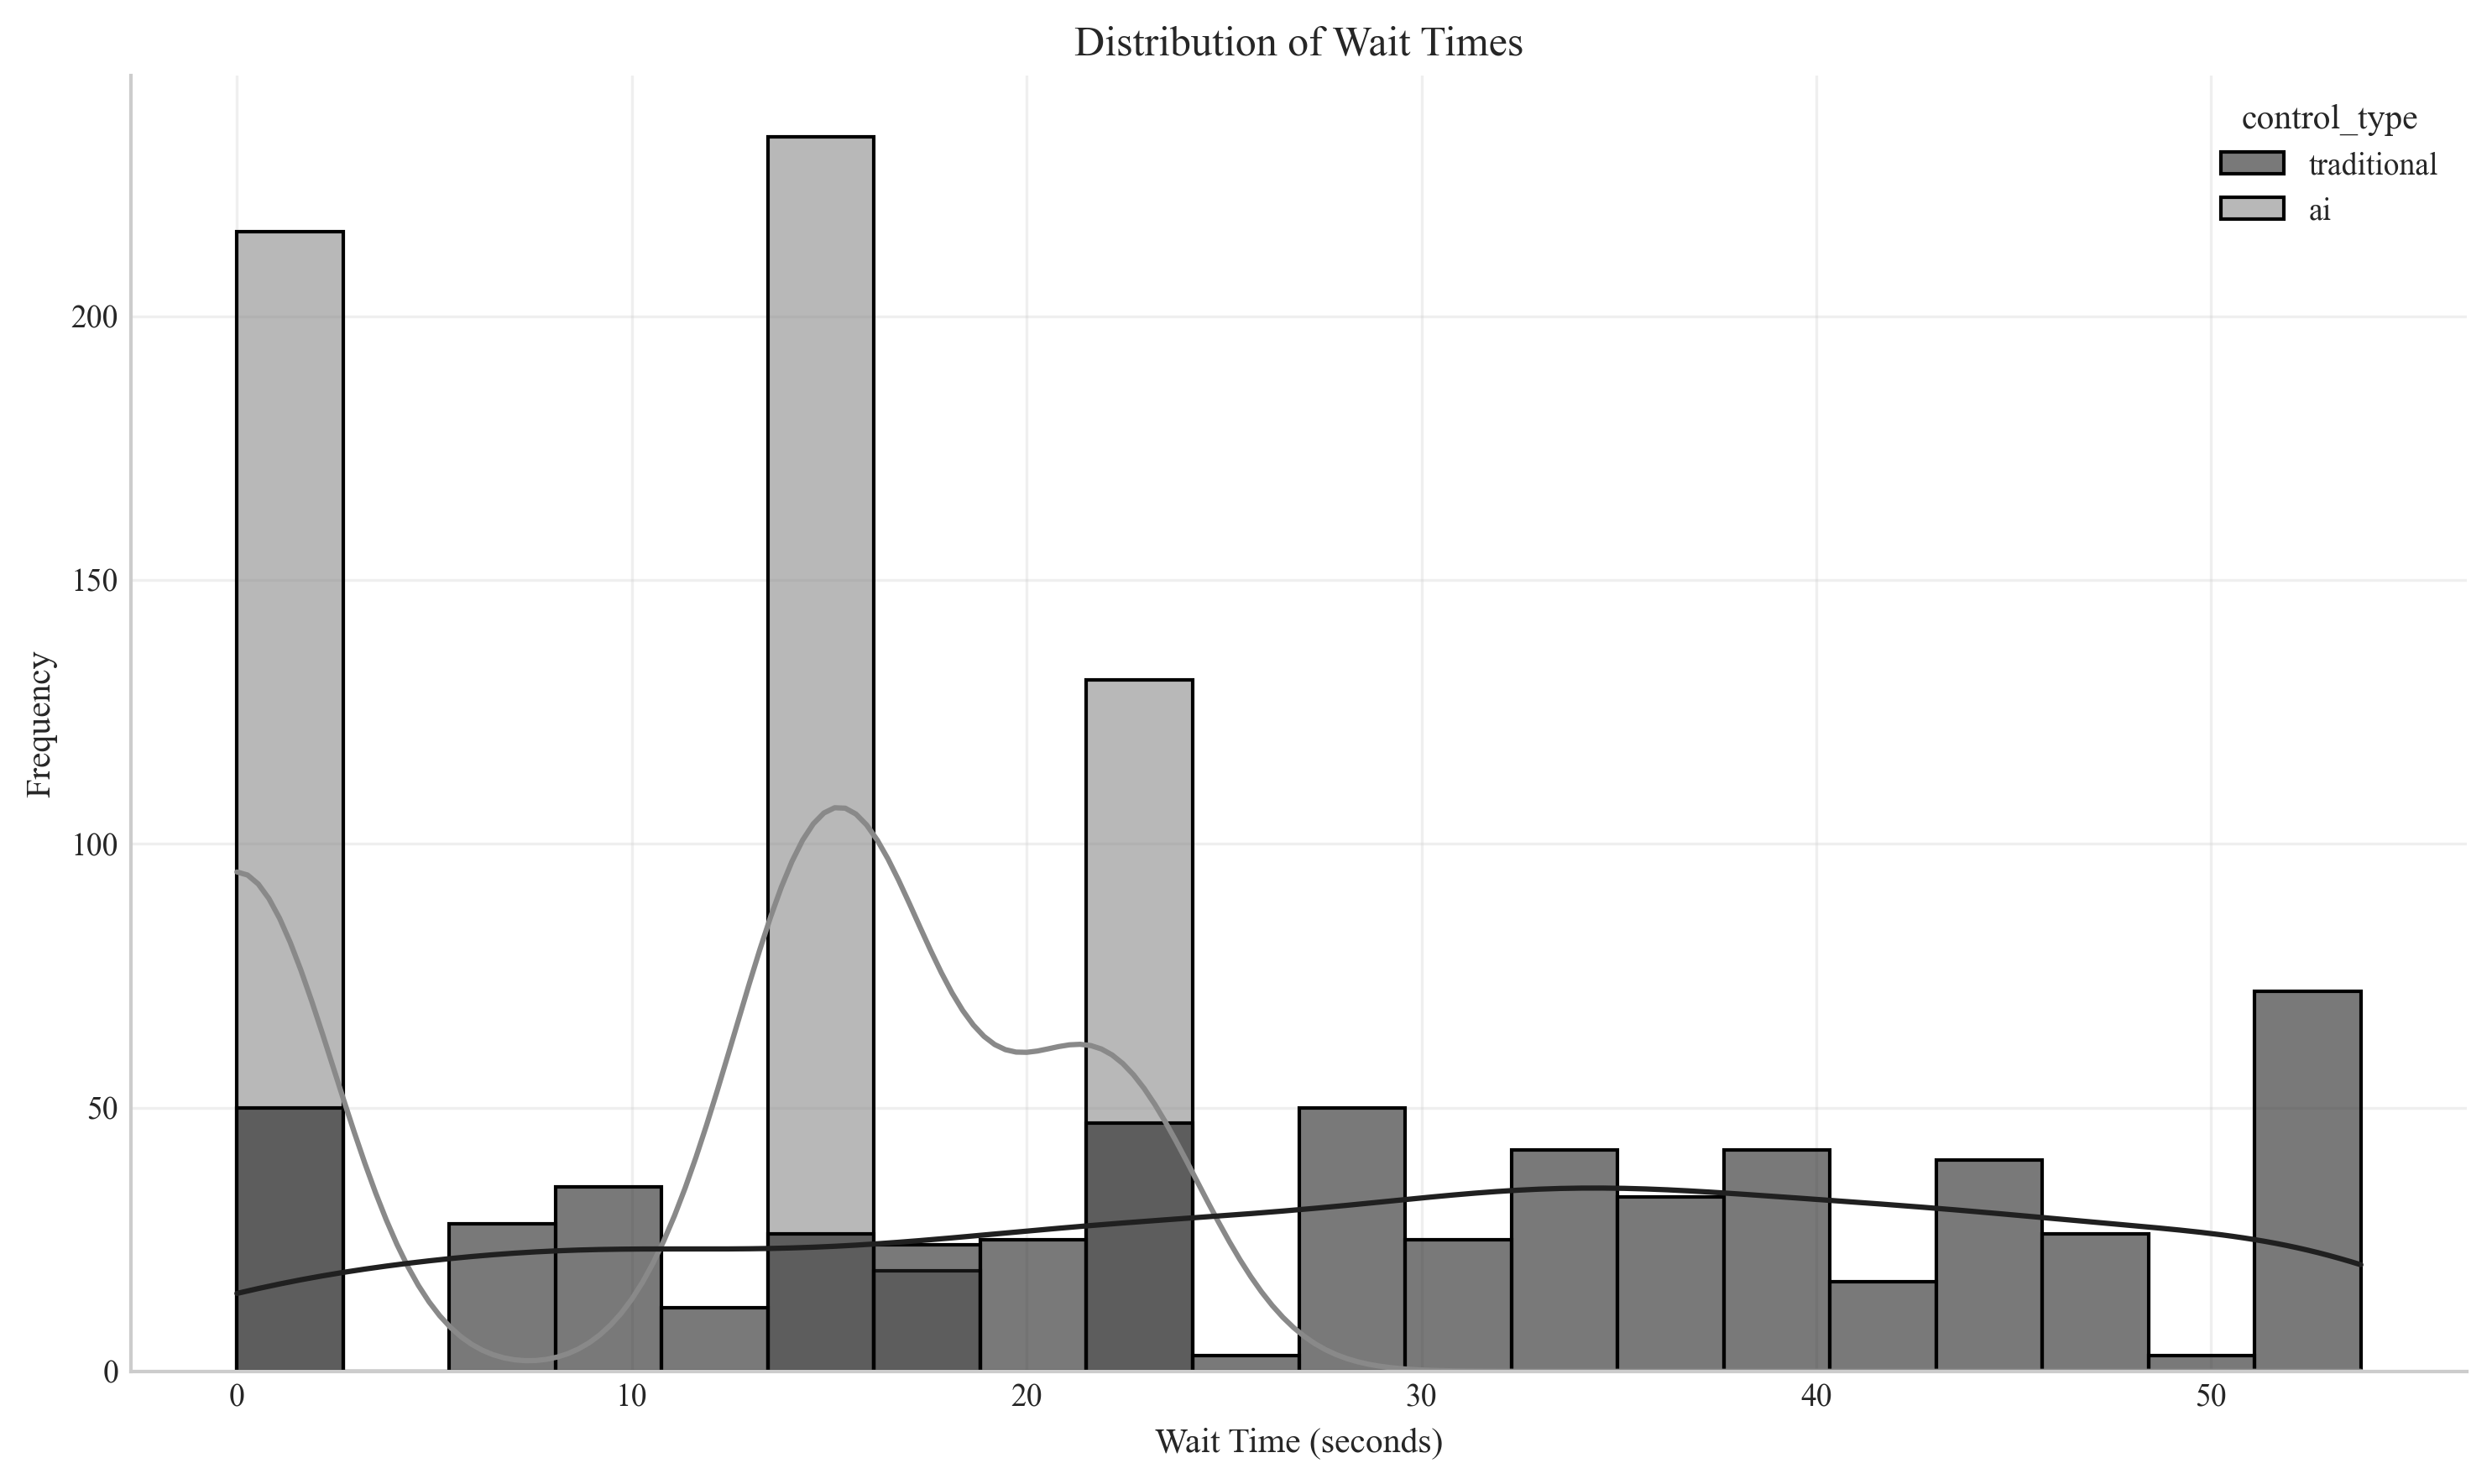 Distribution of Wait Times
control_type
traditional
ai
Frequency
200
150
100
50
0
0 10 20 30 40 50
Wait Time (seconds)